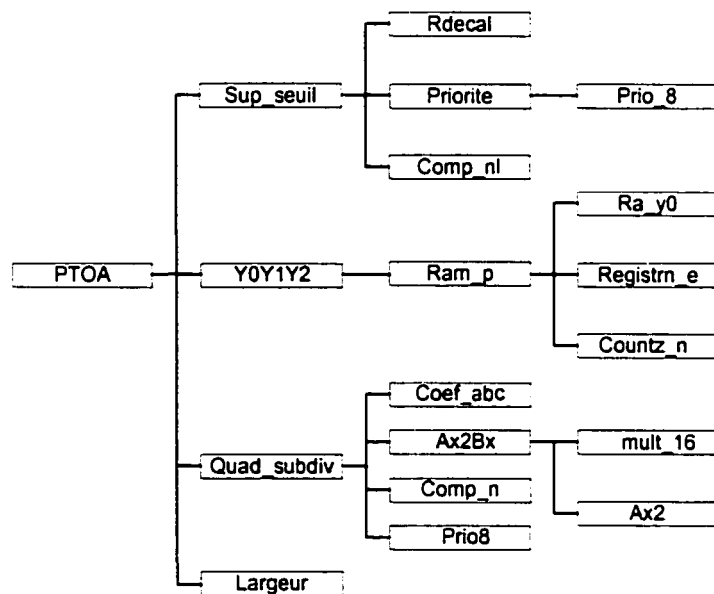 Rdecal
Sup_seuil
Priorite
Prio_8
Comp_nl
Ra_y0
PTOA
Y0Y1Y2
Ram_p
Registrn_e
Countz_n
Coef_abc
Ax2Bx
mult_16
Quad_subdiv
Comp_n
Ax2
Prio8
Largeur